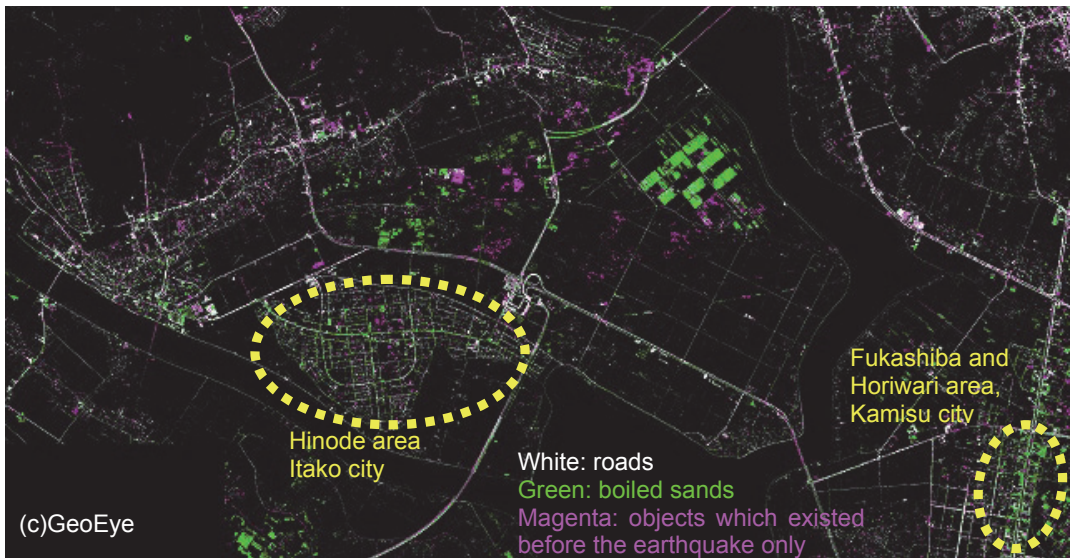 Fukashiba and
Horiwari area,
Kamisu city
Hinode area
Itako city
White: roads
Green: boiled sands
Magenta: objects which existed
before the earthquake only
(c)GeoEye